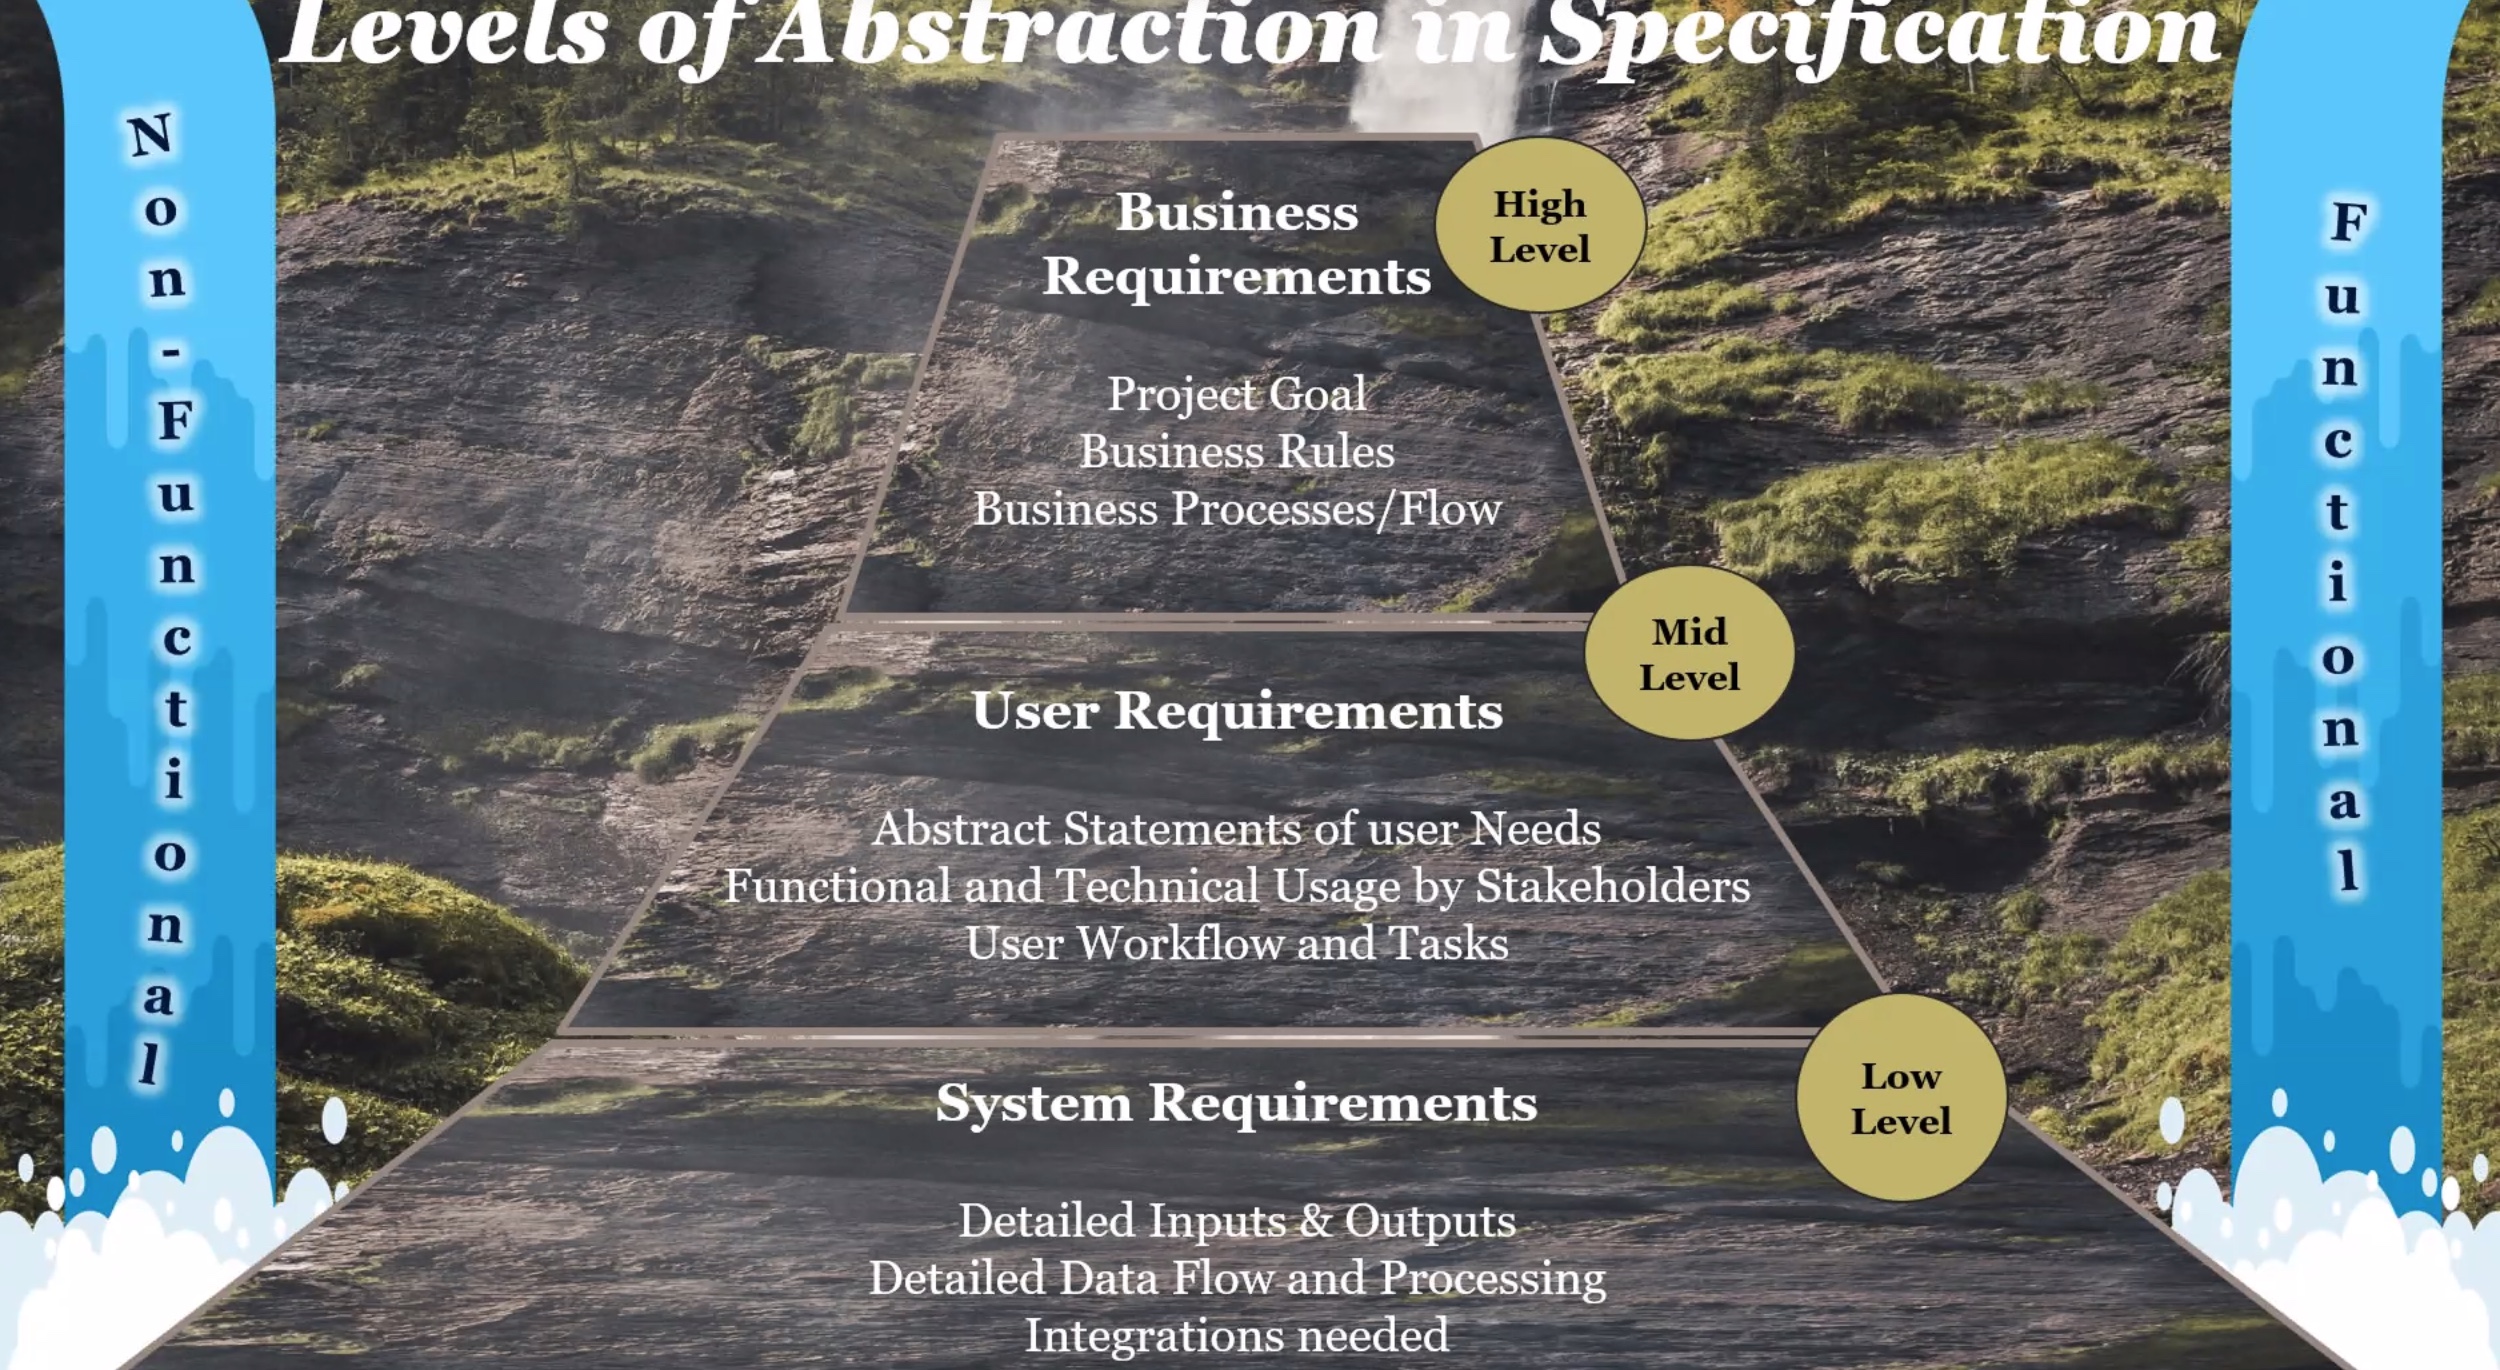 Levels of Abstraction in Specification
Non-Functional
Business
Requirements
High
Level
Project Goal
Business Rules
Business Processes/Flow
Mid
Level
User Requirements
Abstract Statements of user Needs
Functional and Technical Usage by Stakeholders
User Workflow and Tasks
Low
Level
System Requirements
Detailed Inputs & Outputs
Detailed Data Flow and Processing
Integrations needed
Functional